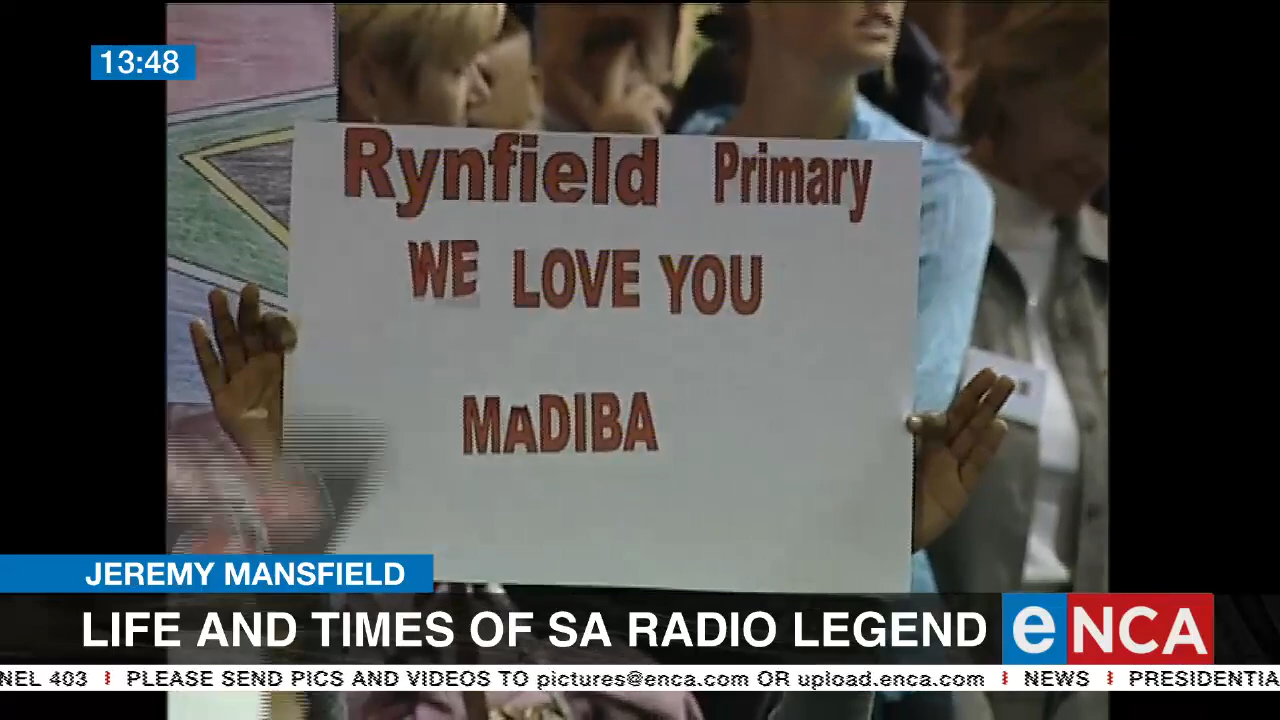 13:48
Rynfield Primary
WE LOVE YOU
MADIBA
JEREMY MANSFIELD
LIFE AND TIMES OF SA RADIO LEGEND
eNCA
NEL 403 PLEASE SEND PICS AND VIDEOS TO pictures@enca.com OR upload.enca.com NEWS PRESIDENTIA